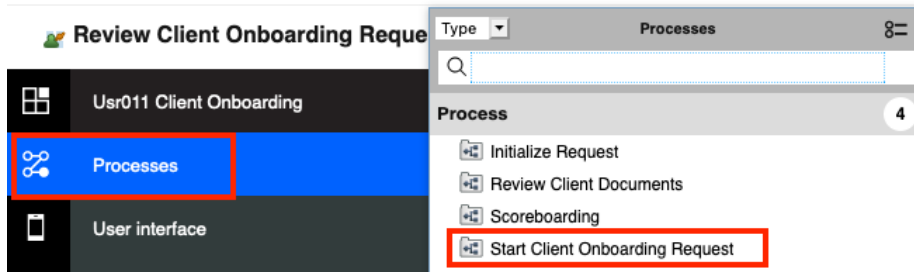 Review Client Onboarding Reque
Usr011 Client Onboarding
Processes
User interface
Type
Processes
Process
4
Initialize Request
Review Client Documents
Scoreboarding
Start Client Onboarding Request